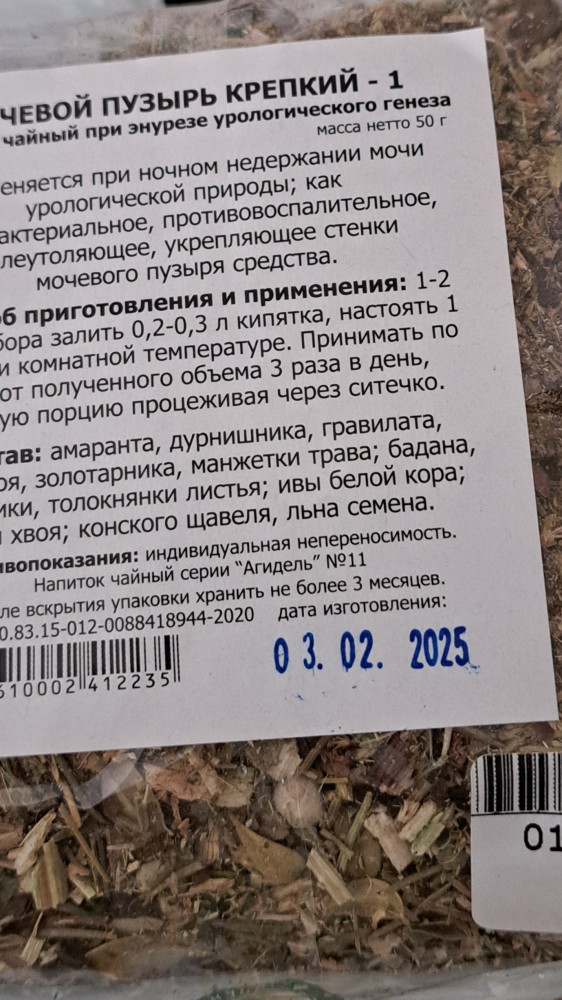 ЧЕВОЙ ПУЗЫРЬ КРЕПКИЙ - 1
чайный при энурезе урологического генеза
масса нетто 50 г
еняется при ночном недержании мочи
урологической природы; как
актериальное, противовоспалительное,
леутоляющее, укрепляющее стенки
мочевого пузыря средства.
об приготовления и применения: 1-2
бора залить 0,2-0,3 л кипятка, настоять 1
и комнатной температуре. Принимать по
от полученного объема 3 раза в день,
ую порцию процеживая через ситечко.
тав: амаранта, дурнишника, гравилата,
оя, золотарника, манжетки трава; бадана,
ики, толокнянки листья; ивы белой кора;
хвоя; конского щавеля, льна семена.
ивопоказания: индивидуальная непереносимость.
Напиток чайный серии "Агидель" №11
ле вскрытия упаковки хранить не более 3 месяцев.
0.83.15-012-0088418944-2020 дата изготовления:
03. 02. 2025
610002 412235
01